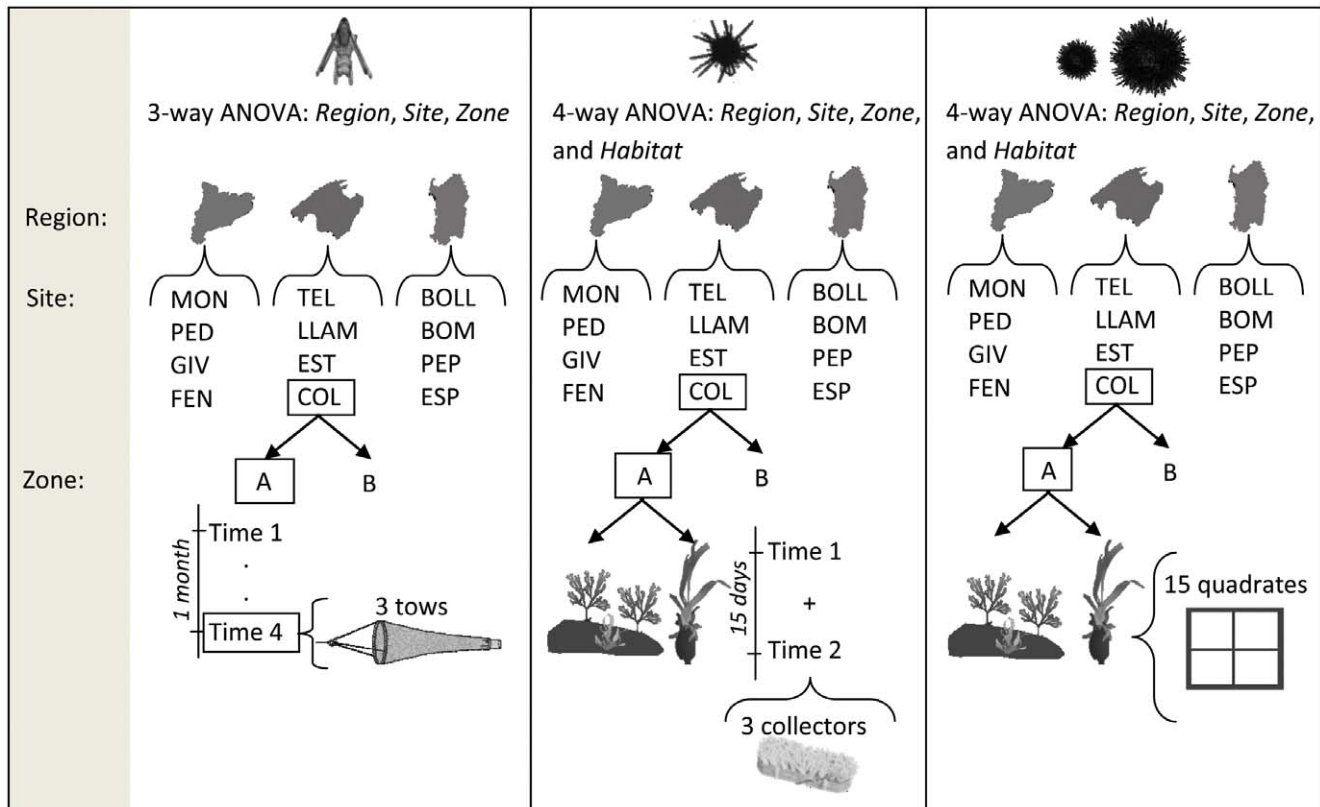 3-way ANOVA: Region, Site, Zone
4-way ANOVA: Region, Site, Zone,
and Habitat
4-way ANOVA: Region, Site, Zone,
and Habitat
Region:
Site:
Zone:
MON
PED
GIV
FEN
TEL
LLAM
EST
COL
BOLL
BOM
PEP
ESP
A
B
1 month
Time 1
.
.
Time 4
3 tows
MON
PED
GIV
FEN
TEL
LLAM
EST
COL
BOLL
BOM
PEP
ESP
A
B
15 days
Time 1
+
Time 2
3 collectors
MON
PED
GIV
FEN
TEL
LLAM
EST
COL
BOLL
BOM
PEP
ESP
A
B
15 quadrates